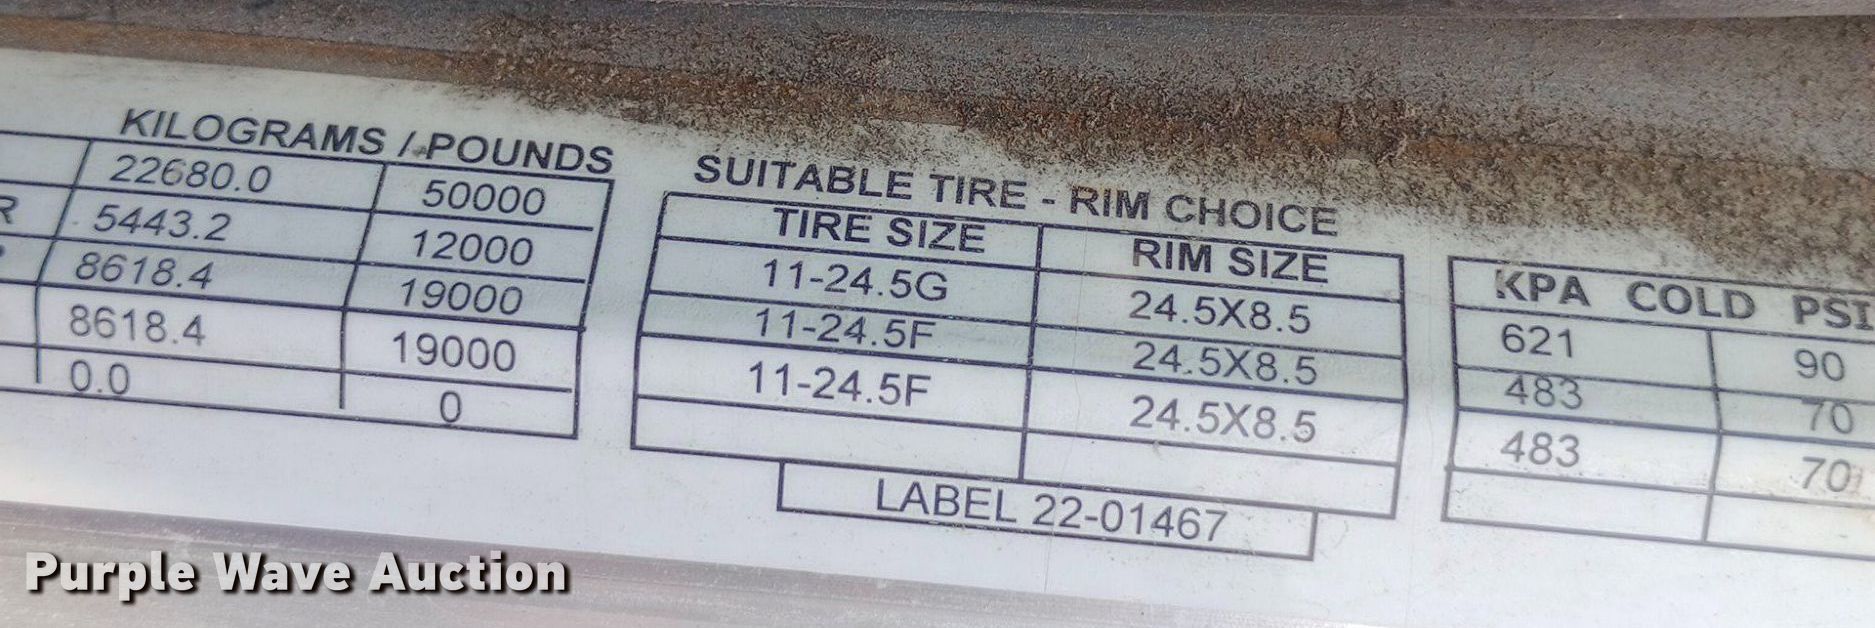 KILOGRAMS / POUNDS
22680.0 50000
R 5443.2 12000
8618.4 19000
8618.4 19000
0.0 0
SUITABLE TIRE - RIM CHOICE
TIRE SIZE RIM SIZE
11-24.5G 24.5X8.5
11-24.5F 24.5X8.5
11-24.5F 24.5X8.5
LABEL 22-01467
KPA COLD PSI
621 90
483 70
483 70
Purple Wave Auction